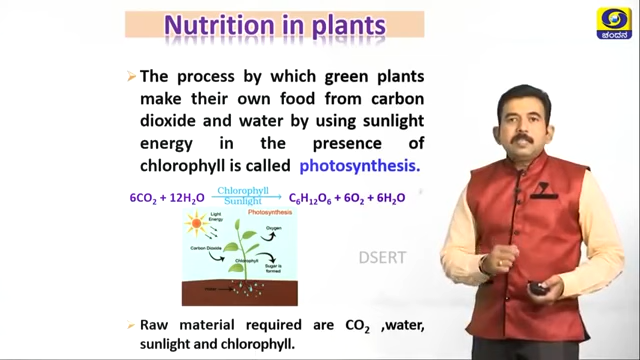 Nutrition in plants
ಚಂದನ
The process by which green plants
make their own food from carbon
dioxide and water by using sunlight
energy in the presence of
chlorophyll is called photosynthesis.
6CO₂ + 12H₂O Chlorophyll Sunlight C₆H₁₂O₆ + 6O₂ + 6H₂O
Photosynthesis
Light Energy
Oxygen
Carbon Dioxide
Chlorophyll
Sugar is formed
Water
DSERT
Raw material required are CO₂ ,water,
sunlight and chlorophyll.